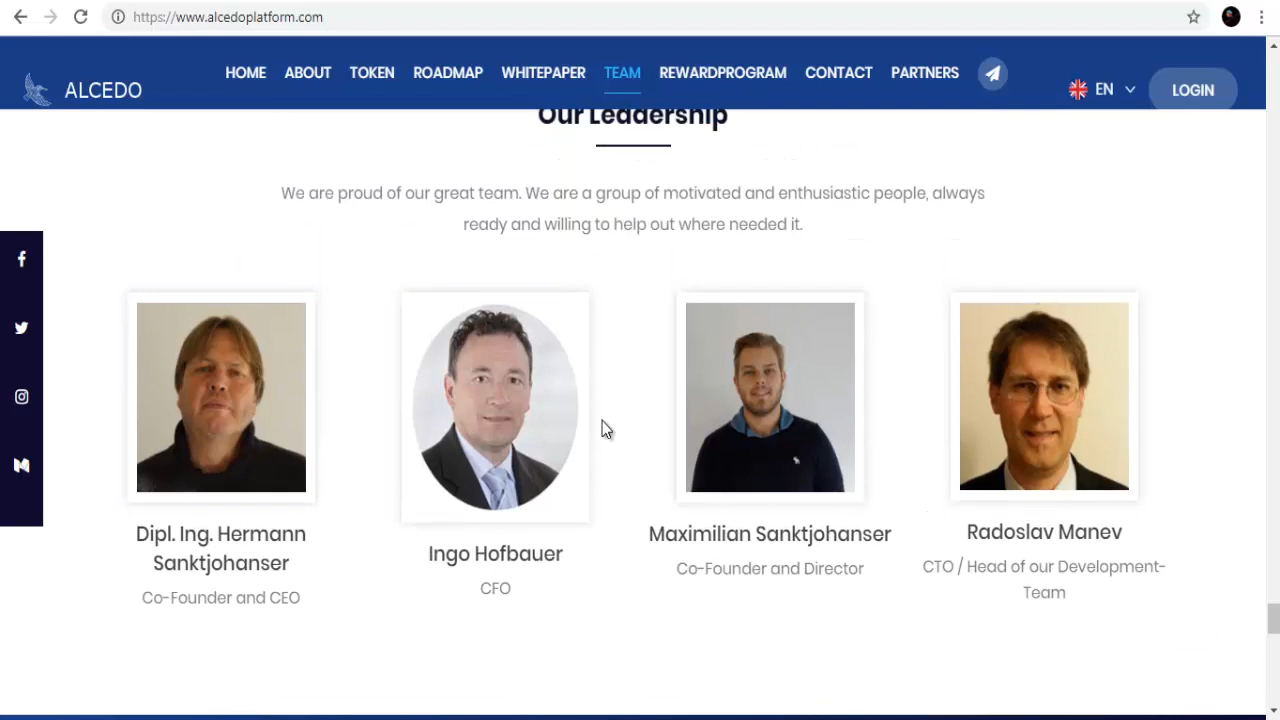 https://www.alcedoplatform.com
ALCEDO
HOME ABOUT TOKEN ROADMAP WHITEPAPER TEAM REWARDPROGRAM CONTACT PARTNERS
EN
LOGIN
Our Leadership
We are proud of our great team. We are a group of motivated and enthusiastic people, always
ready and willing to help out where needed it.
Dipl. Ing. Hermann
Sanktjohanser
Co-Founder and CEO
Ingo Hofbauer
CFO
Maximilian Sanktjohanser
Co-Founder and Director
Radoslav Manev
CTO / Head of our Development-
Team